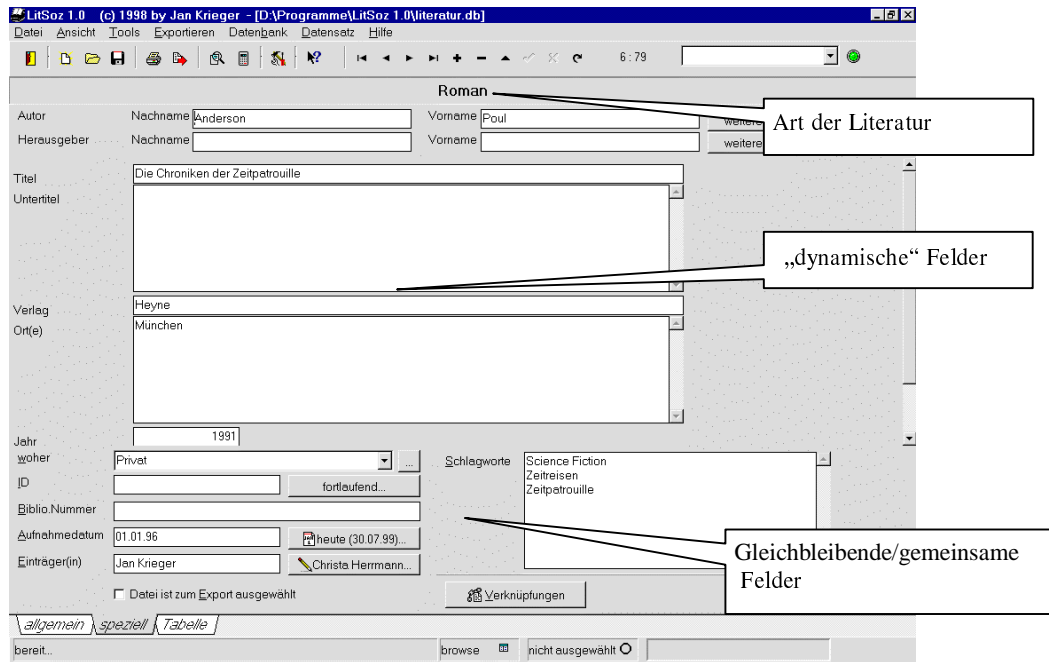 LitSoz 1.0 (c) 1998 by Jan Krieger - [D:\Programme\LitSoz 1.0\literatur.db]
Datei Ansicht Tools Exportieren Datenbank Datensatz Hilfe
6 : 79
Roman
Art der Literatur
Autor Nachname Anderson Vorname Poul weitere
Herausgeber Nachname Vorname weitere
Titel Die Chroniken der Zeitpatrouille
Untertitel
„dynamische“ Felder
Verlag Heyne
Ort(e) München
Jahr 1991
woher Privat ... Schlagworte Science Fiction
Zeitreisen
Zeitpatrouille
ID fortlaufend...
Biblio.Nummer
Aufnahmedatum 01.01.96 heute (30.07.99)...
Einträger(in) Jan Krieger Christa Herrmann...
Gleichbleibende/gemeinsame
Felder
Datei ist zum Export ausgewählt Verknüpfungen
allgemein speziell Tabelle
bereit... browse nicht ausgewählt